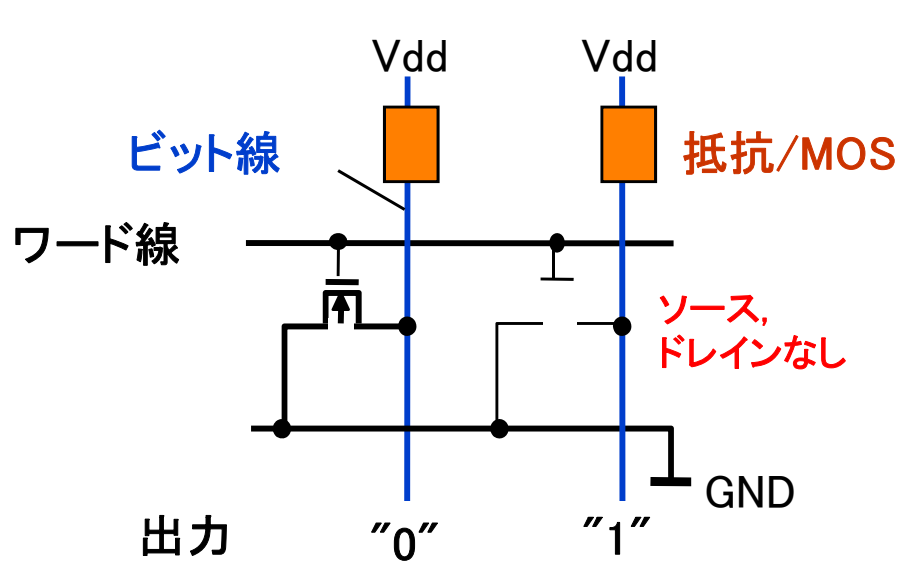 Vdd Vdd
ビット線
抵抗/MOS
ワード線
ソース,
ドレインなし
GND
出力 "0" "1"